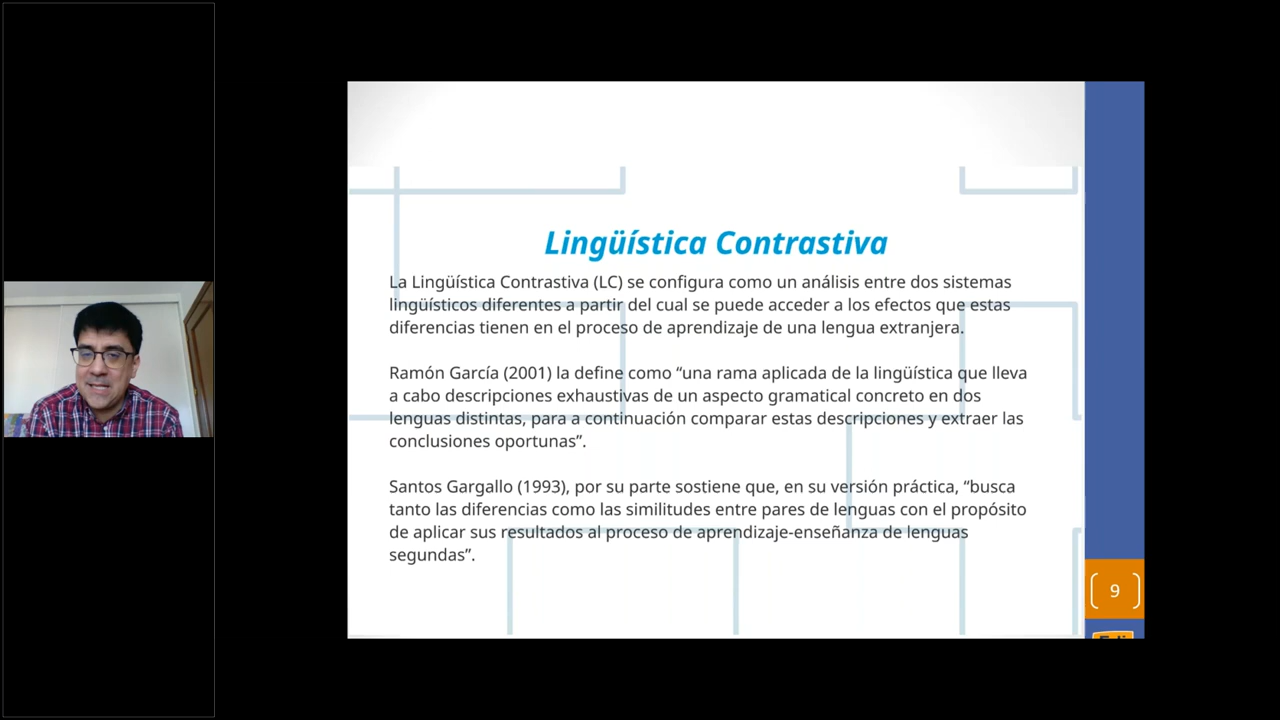 Lingüística Contrastiva
La Lingüística Contrastiva (LC) se configura como un análisis entre dos sistemas
lingüísticos diferentes a partir del cual se puede acceder a los efectos que estas
diferencias tienen en el proceso de aprendizaje de una lengua extranjera.
Ramón García (2001) la define como “una rama aplicada de la lingüística que lleva
a cabo descripciones exhaustivas de un aspecto gramatical concreto en dos
lenguas distintas, para a continuación comparar estas descripciones y extraer las
conclusiones oportunas”.
Santos Gargallo (1993), por su parte sostiene que, en su versión práctica, “busca
tanto las diferencias como las similitudes entre pares de lenguas con el propósito
de aplicar sus resultados al proceso de aprendizaje-enseñanza de lenguas
segundas”.
9